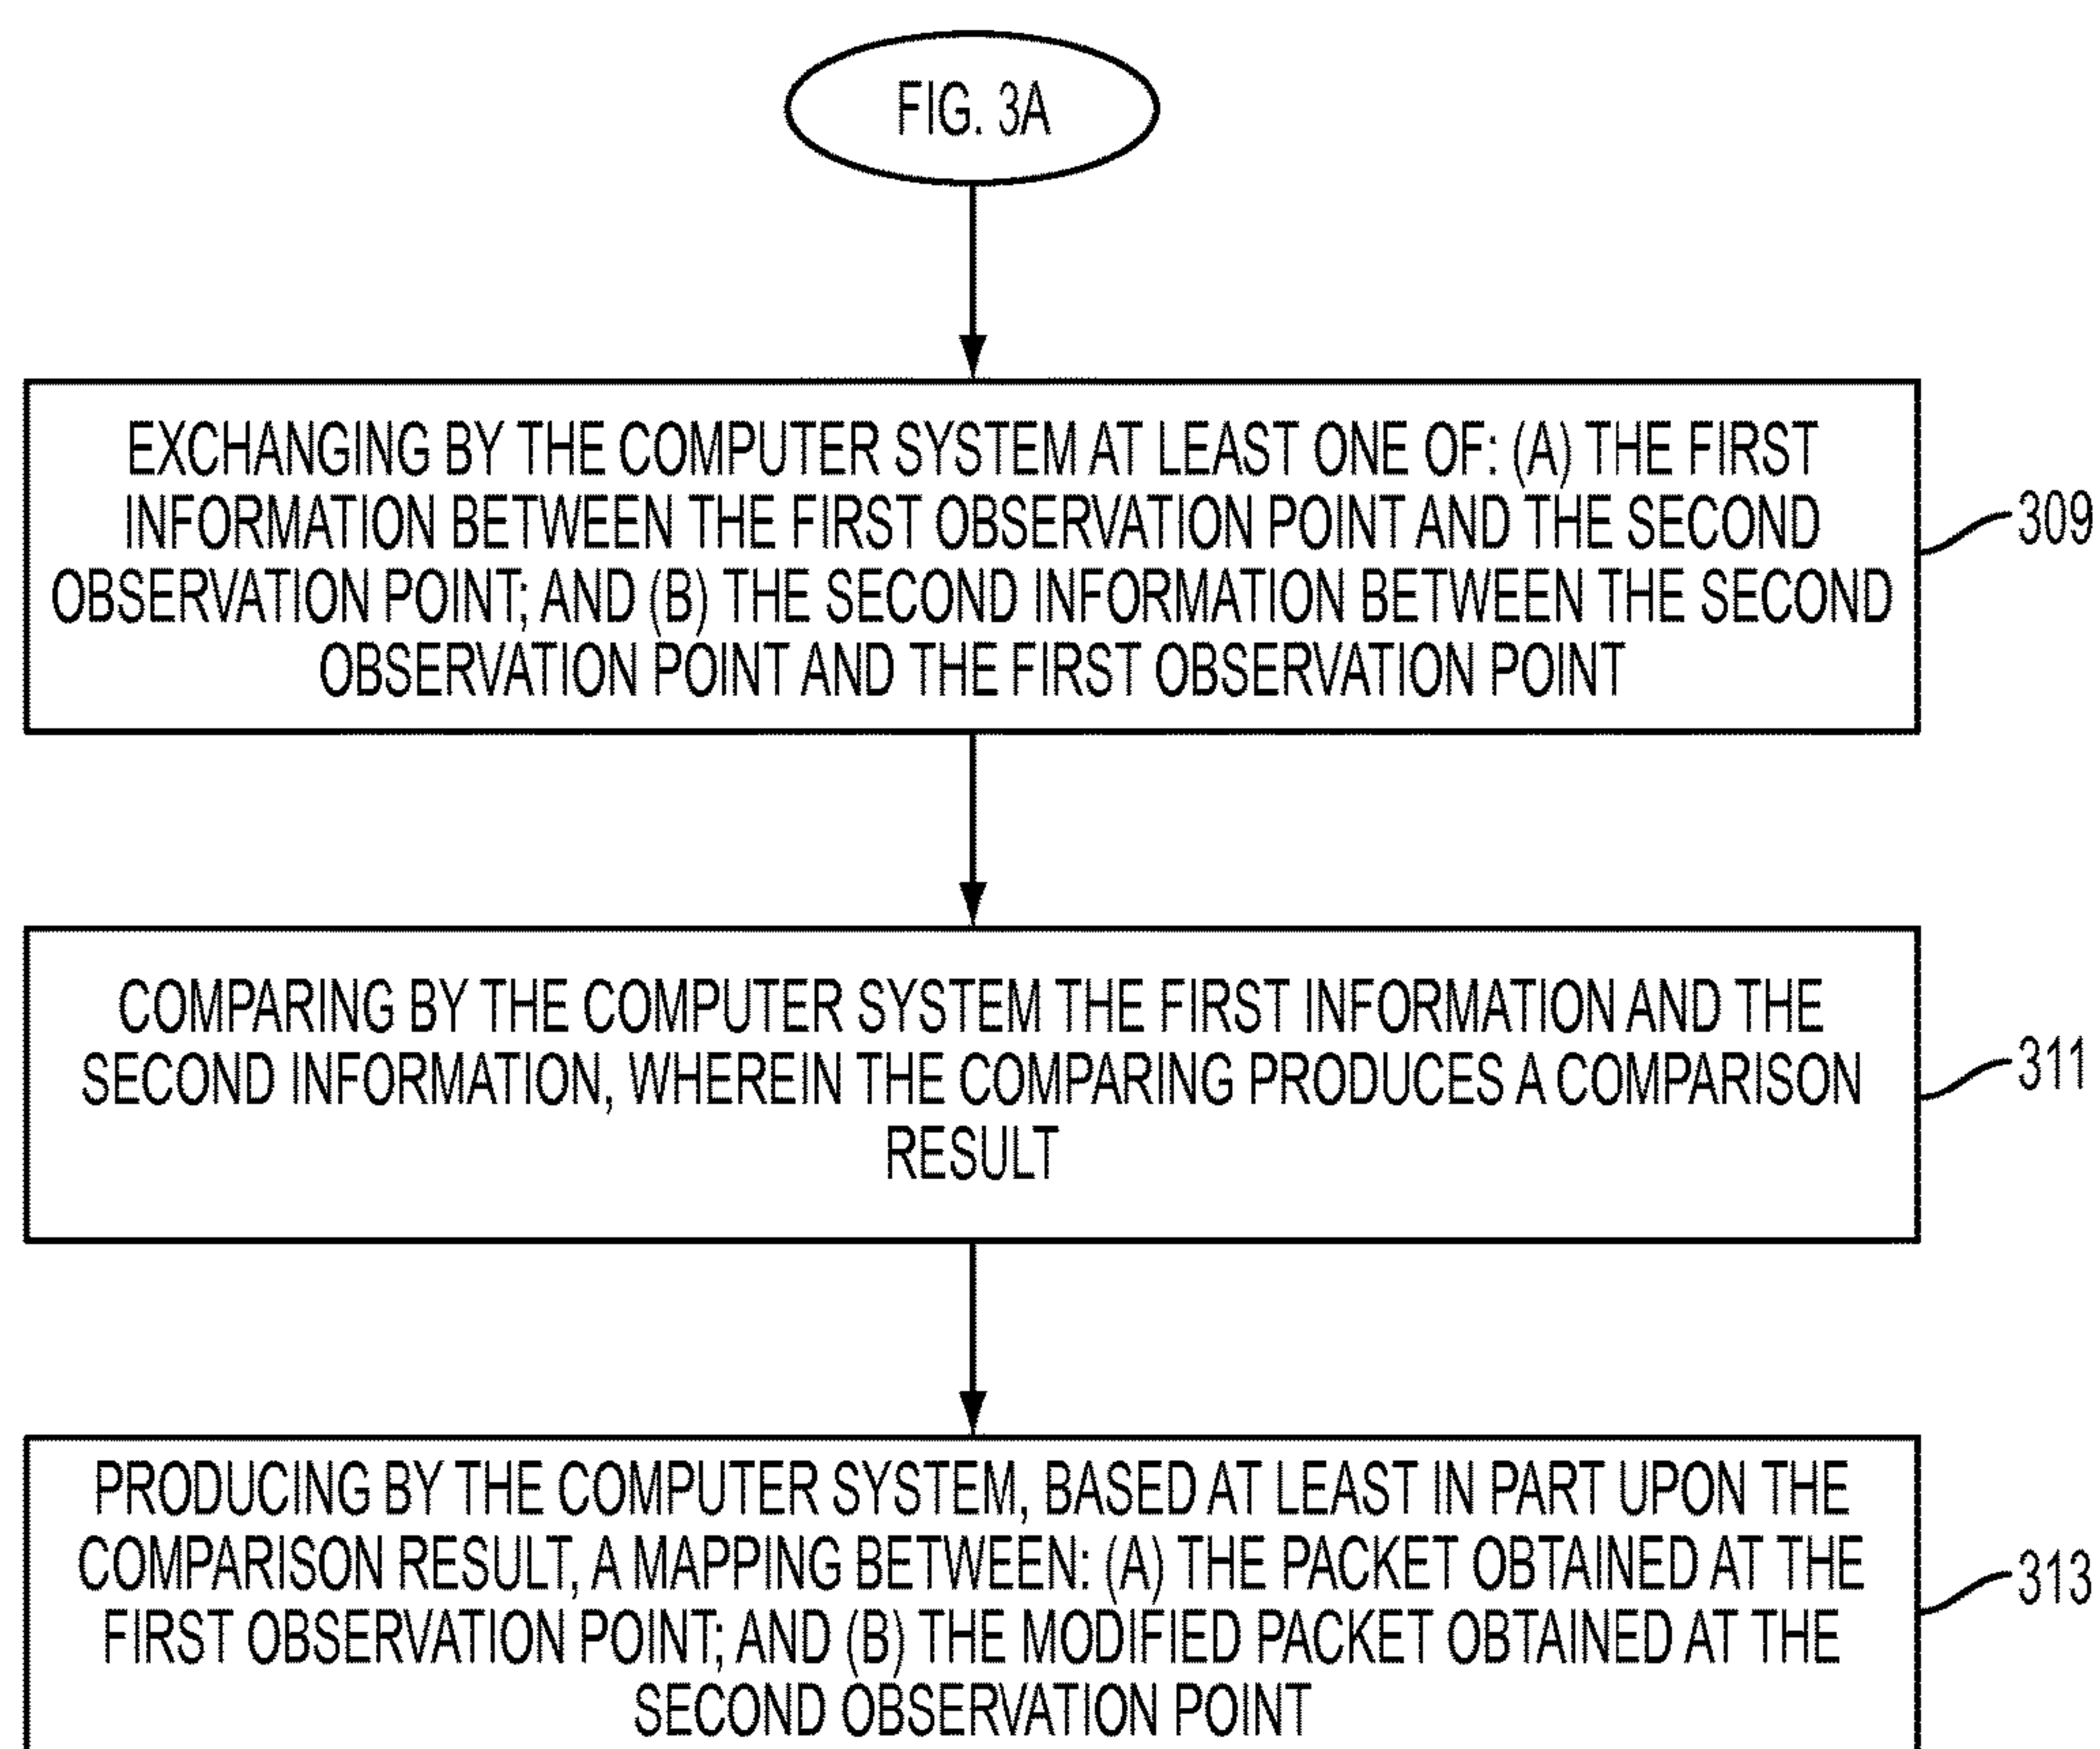 FIG. 3A
EXCHANGING BY THE COMPUTER SYSTEM AT LEAST ONE OF: (A) THE FIRST
INFORMATION BETWEEN THE FIRST OBSERVATION POINT AND THE SECOND
OBSERVATION POINT; AND (B) THE SECOND INFORMATION BETWEEN THE SECOND
OBSERVATION POINT AND THE FIRST OBSERVATION POINT
309
COMPARING BY THE COMPUTER SYSTEM THE FIRST INFORMATION AND THE
SECOND INFORMATION, WHEREIN THE COMPARING PRODUCES A COMPARISON
RESULT
311
PRODUCING BY THE COMPUTER SYSTEM, BASED AT LEAST IN PART UPON THE
COMPARISON RESULT, A MAPPING BETWEEN: (A) THE PACKET OBTAINED AT THE
FIRST OBSERVATION POINT; AND (B) THE MODIFIED PACKET OBTAINED AT THE
SECOND OBSERVATION POINT
313